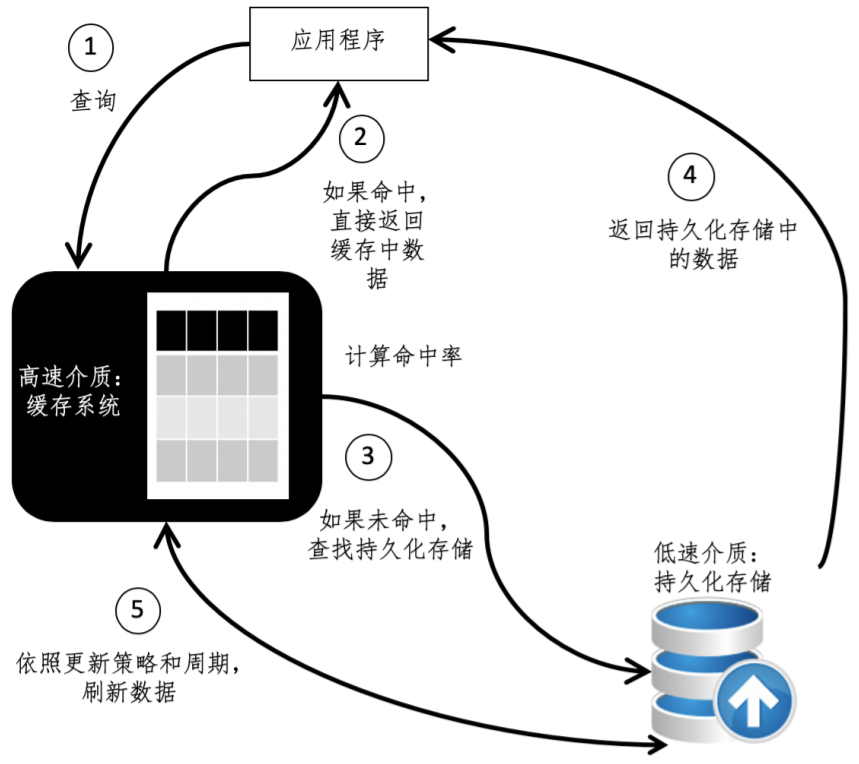 应用程序
1
查询
2
如果命中，
直接返回
缓存中数
据
4
返回持久化存储中
的数据
高速介质：
缓存系统
计算命中率
3
如果未命中，
查找持久化存储
低速介质：
持久化存储
5
依照更新策略和周期，
刷新数据